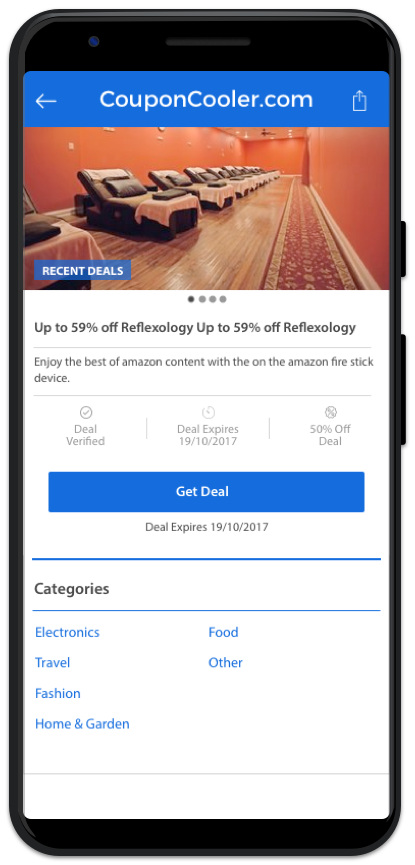 CouponCooler.com
RECENT DEALS
Up to 59% off Reflexology Up to 59% off Reflexology
Enjoy the best of amazon content with the on the amazon fire stick
device.
Deal
Verified
Deal Expires
19/10/2017
50% Off
Deal
Get Deal
Deal Expires 19/10/2017
Categories
Electronics
Food
Travel
Other
Fashion
Home & Garden